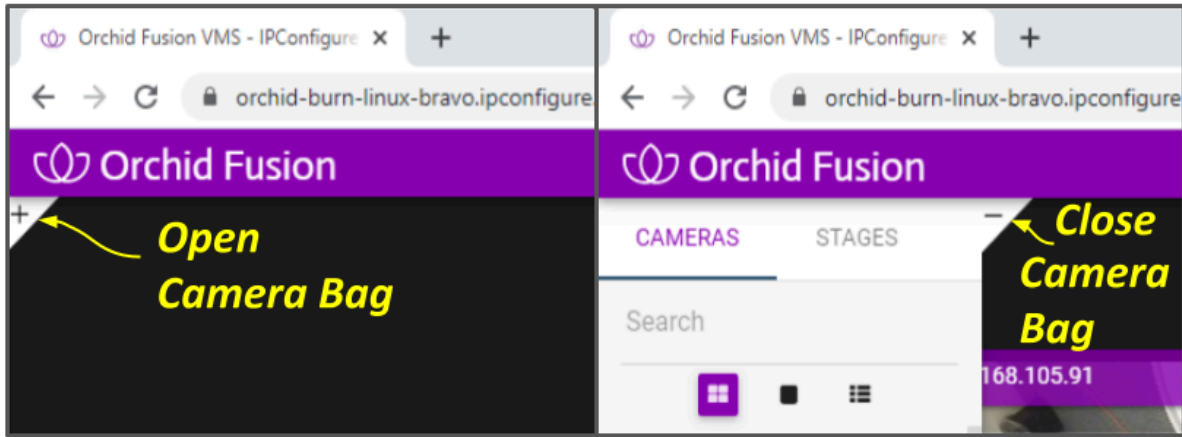 Orchid Fusion VMS - IPConfigure
orchid-burn-linux-bravo.ipconfigure.
Orchid Fusion
+
Open
Camera Bag
Orchid Fusion VMS - IPConfigure
orchid-burn-linux-bravo.ipconfigure
Orchid Fusion
CAMERAS STAGES
Search
−
Close
Camera
Bag
168.105.91